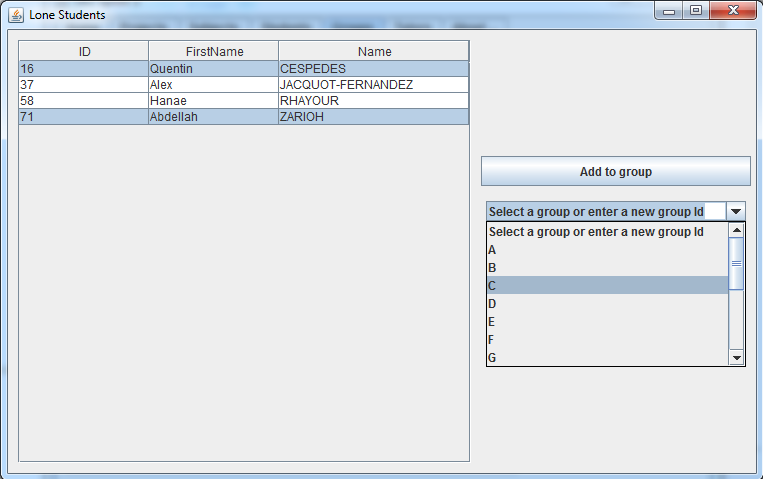 Lone Students
ID FirstName Name
16 Quentin CESPEDES
37 Alex JACQUOT-FERNANDEZ
58 Hanae RHAYOUR
71 Abdellah ZARIOH
Add to group
Select a group or enter a new group Id
Select a group or enter a new group Id
A
B
C
D
E
F
G